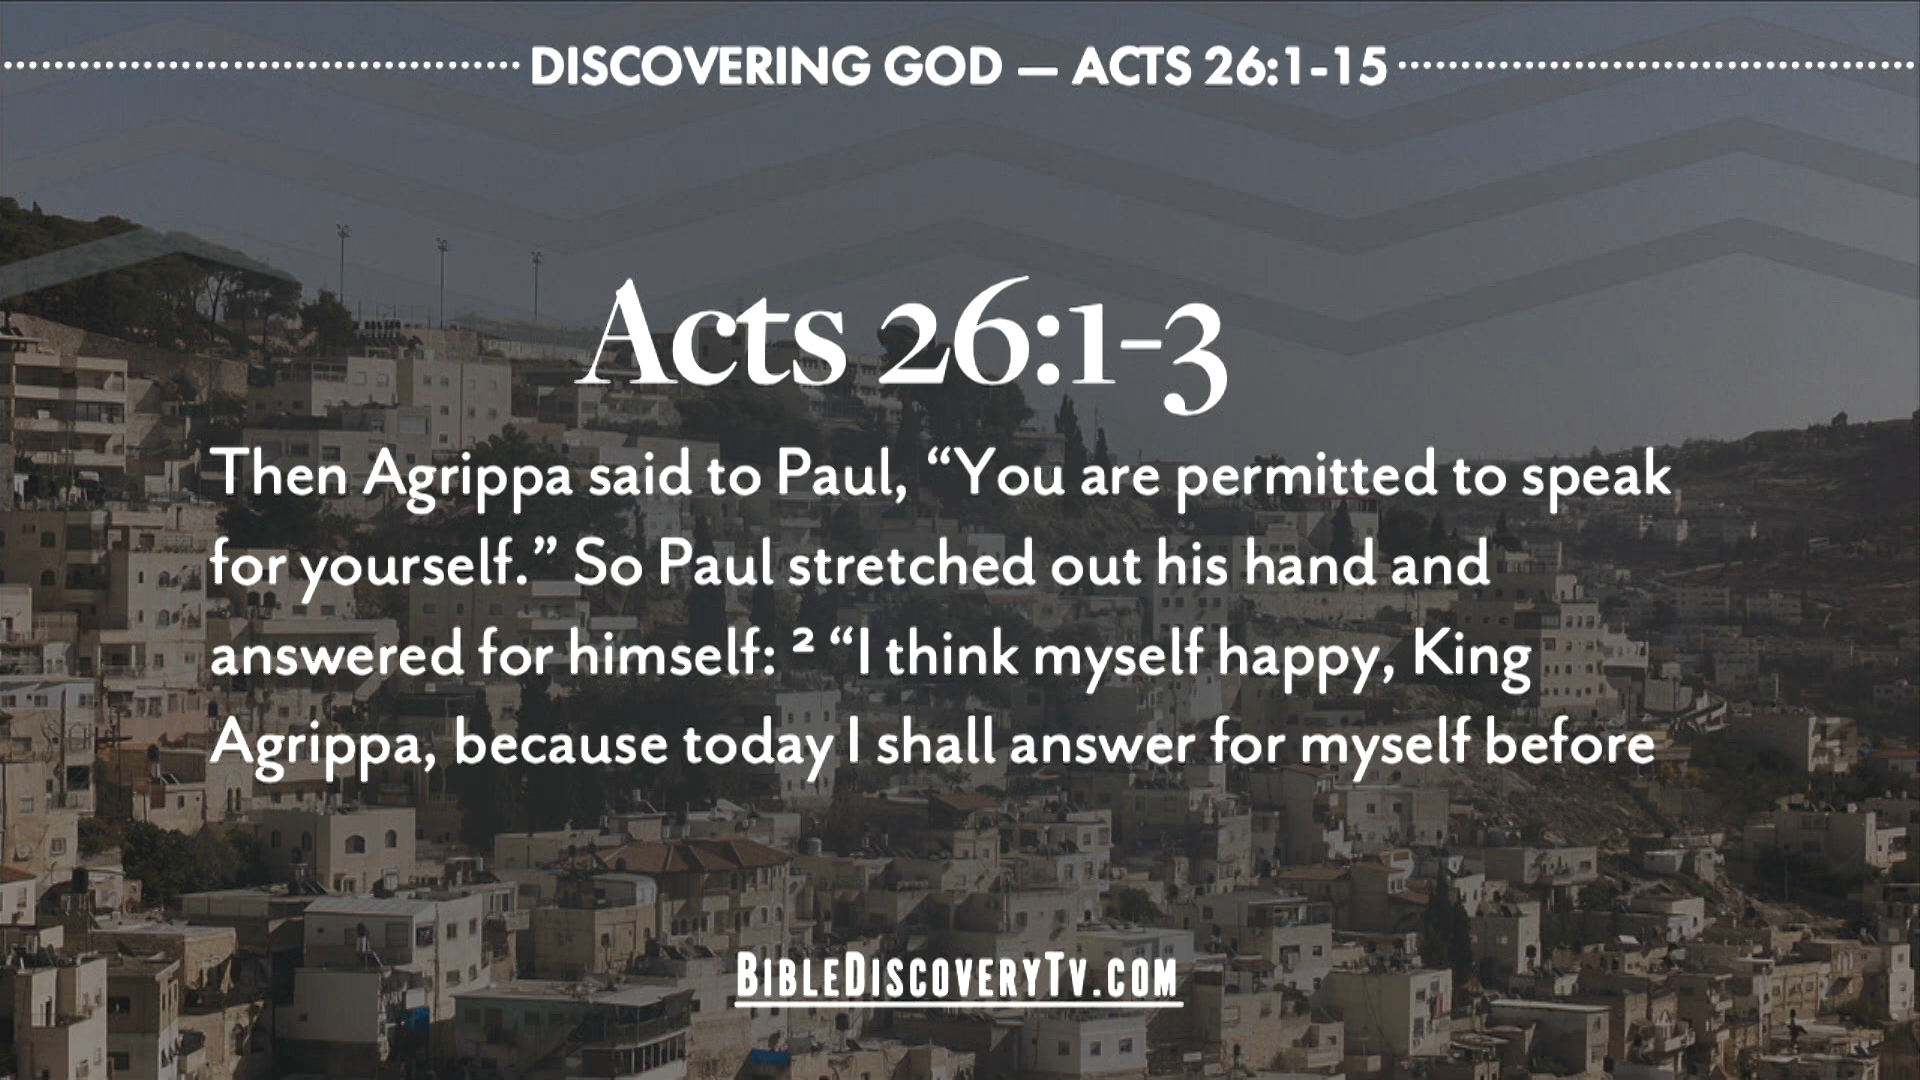 DISCOVERING GOD — ACTS 26:1-15
Acts 26:1-3
Then Agrippa said to Paul, “You are permitted to speak
for yourself.” So Paul stretched out his hand and
answered for himself: ² “I think myself happy, King
Agrippa, because today I shall answer for myself before
BIBLEDISCOVERYTV.COM